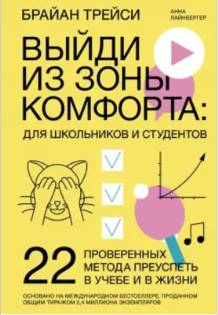 БРАЙАН ТРЕЙСИ
АННА
ЛАЙНБЕРГЕР
ВЫЙДИ
ИЗ ЗОНЫ
КОМФОРТА:
ДЛЯ ШКОЛЬНИКОВ И СТУДЕНТОВ
22 ПРОВЕРЕННЫХ
МЕТОДА ПРЕУСПЕТЬ
В УЧЕБЕ И В ЖИЗНИ
ОСНОВАНО НА МЕЖДУНАРОДНОМ БЕСТСЕЛЛЕРЕ, ПРОДАННОМ
ОБЩИМ ТИРАЖОМ 2,4 МИЛЛИОНА ЭКЗЕМПЛЯРОВ